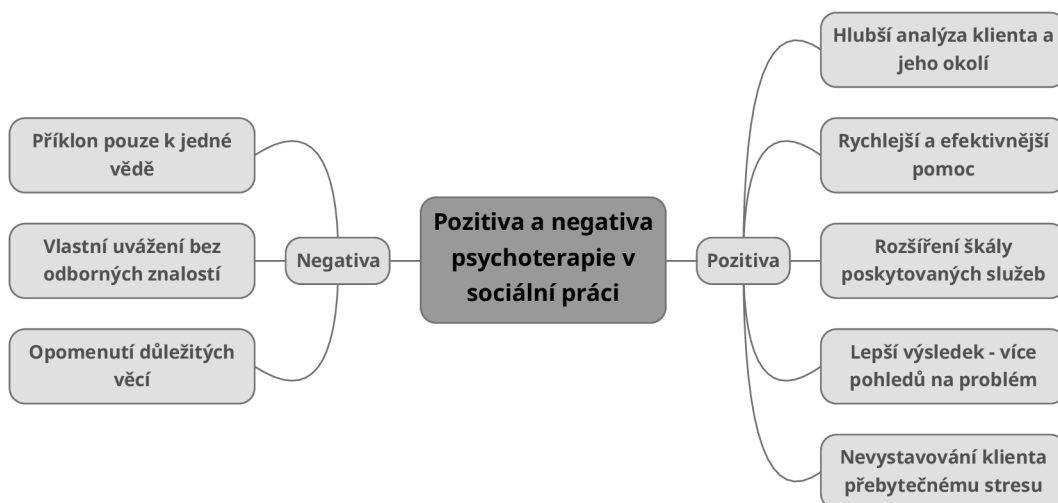 Pozitiva a negativa
psychoterapie v
sociální práci
Negativa
Příklon pouze k jedné
vědě
Vlastní uvážení bez
odborných znalostí
Opomenutí důležitých
věcí
Pozitiva
Hlubší analýza klienta a
jeho okolí
Rychlejší a efektivnější
pomoc
Rozšíření škály
poskytovaných služeb
Lepší výsledek - více
pohledů na problém
Nevystavování klienta
přebytečnému stresu